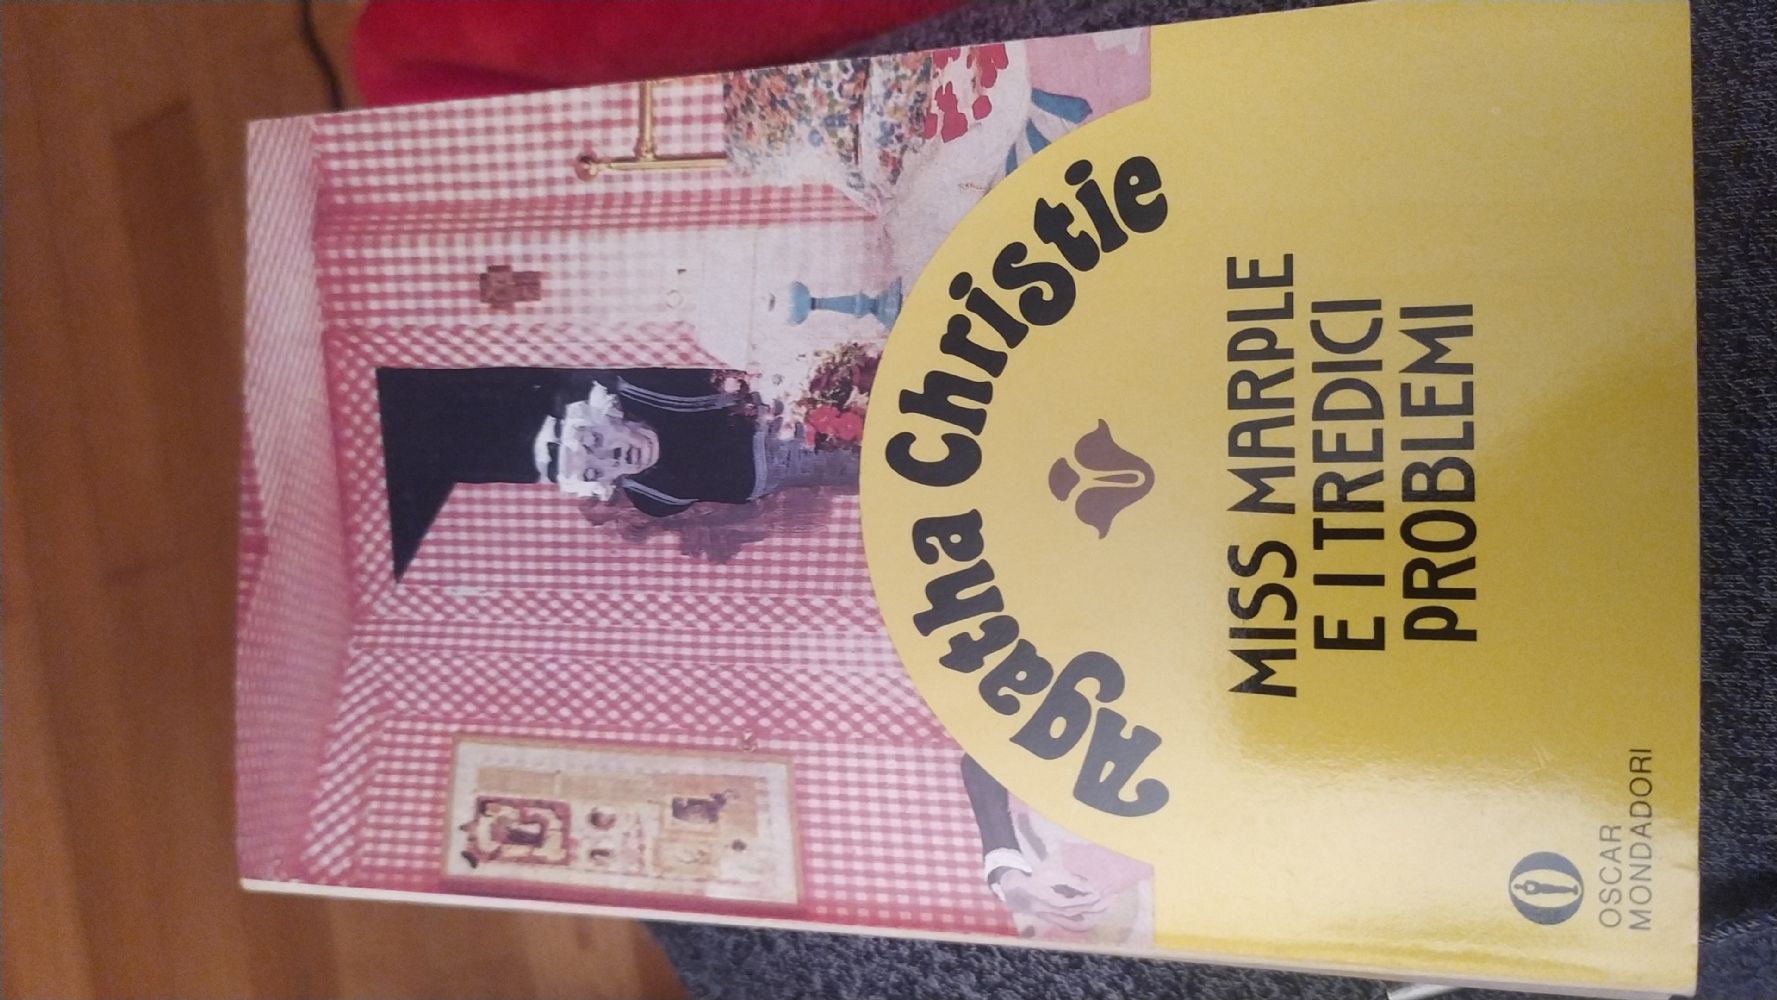 Agatha Christie
MISS MARPLE
E I TREDICI
PROBLEMI
OSCAR
MONDADORI